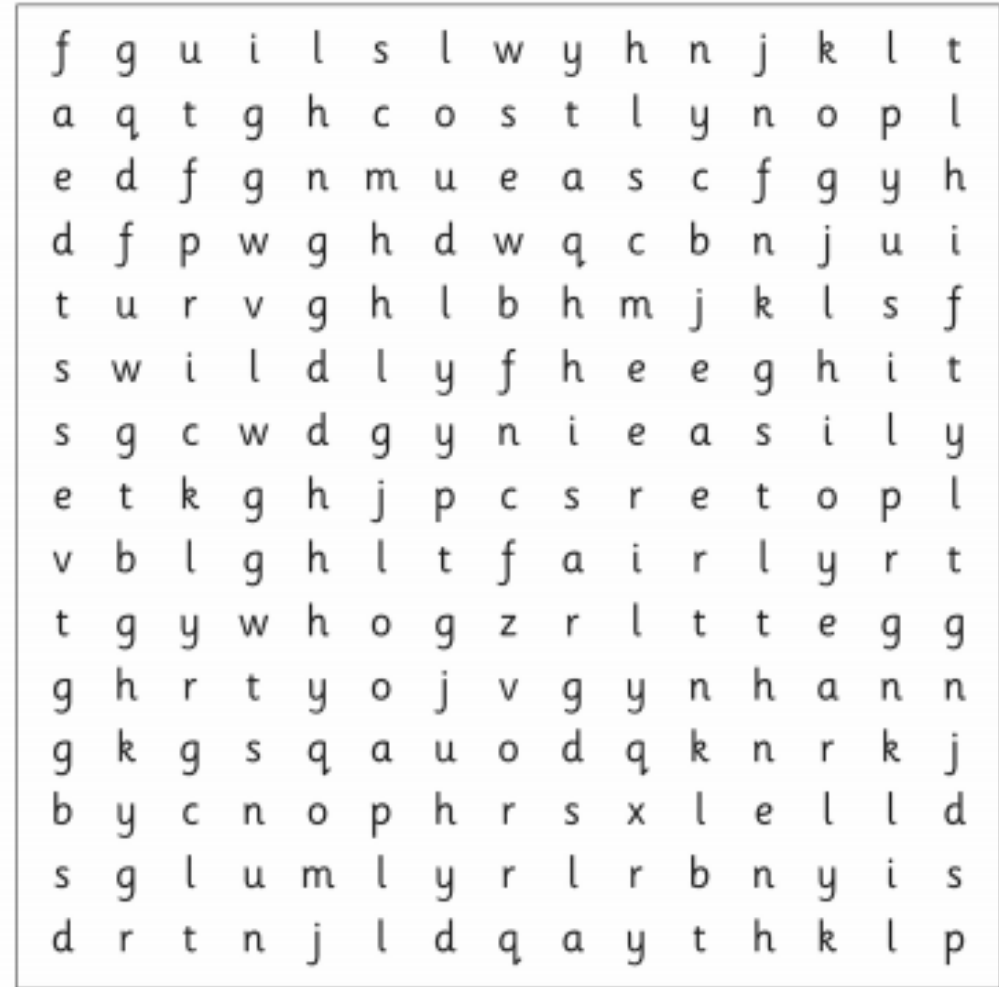 f g u i l s l w y h n j k l t
a q t g h c o s t l y n o p l
e d f g n m u e a s c f g y h
d f p w g h d w q c b n j u i
t u r v g h l b h m j k l s f
s w i l d l y f h e e g h i t
s g c w d g y n i e a s i l y
e t k g h j p c s r e t o p l
v b l g h l t f a i r l y r t
t g y w h o g z r l t t e g g
g h r t y o j v g y n h a n n
g k g s q a u o d q k n r k j
b y c n o p h r s x l e l l d
s g l u m l y r l r b n y i s
d r t n j l d q a y t h k l p